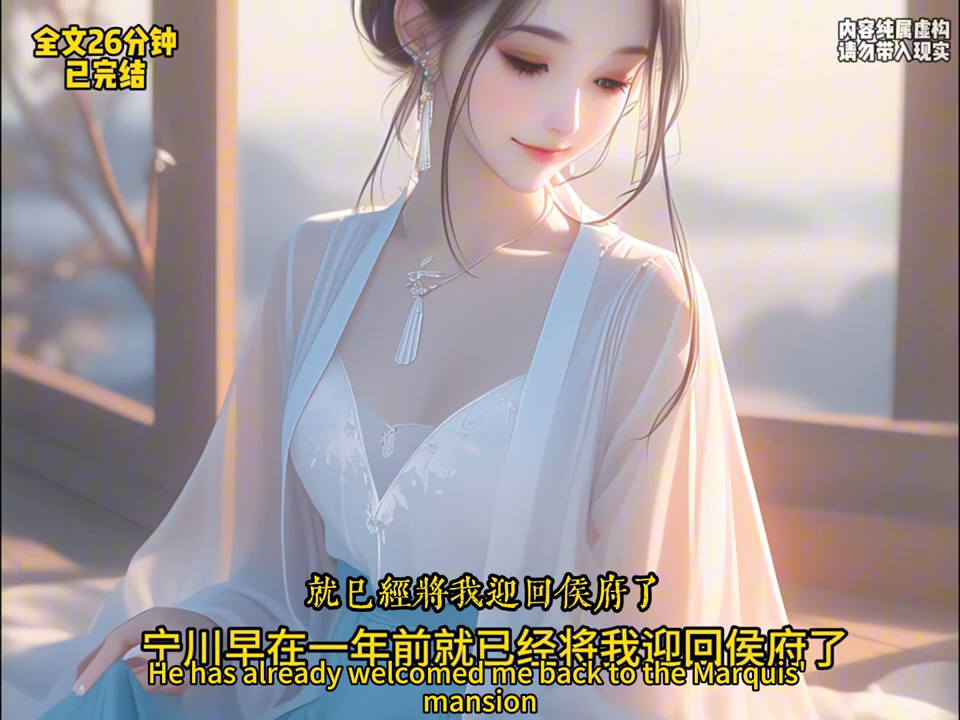 全文26分钟
已完结
内容纯属虚构
请勿带入现实
就已經將我迎回侯府了
宁川早在一年前就已经将我迎回侯府了
He has already welcomed me back to the Marquis'
mansion